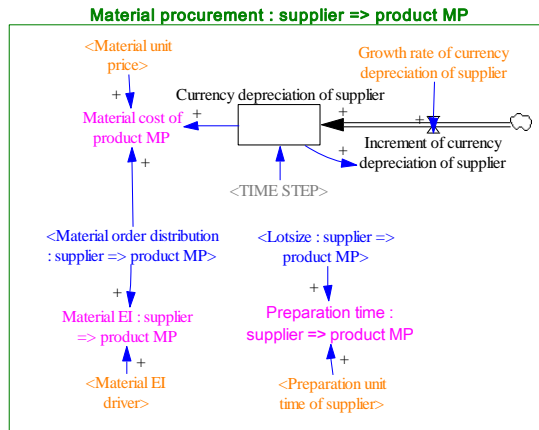 Material procurement : supplier => product MP
<Material unit
price>
Growth rate of currency
depreciation of supplier
+
Currency depreciation of supplier
Material cost of
product MP
+
+
+
Increment of currency
depreciation of supplier
+
+
<TIME STEP>
<Material order distribution
: supplier => product MP>
<Lotsize : supplier =>
product MP>
+
+
Material EI : supplier
=> product MP
Preparation time :
supplier => product MP
+
+
<Material EI
driver>
<Preparation unit
time of supplier>